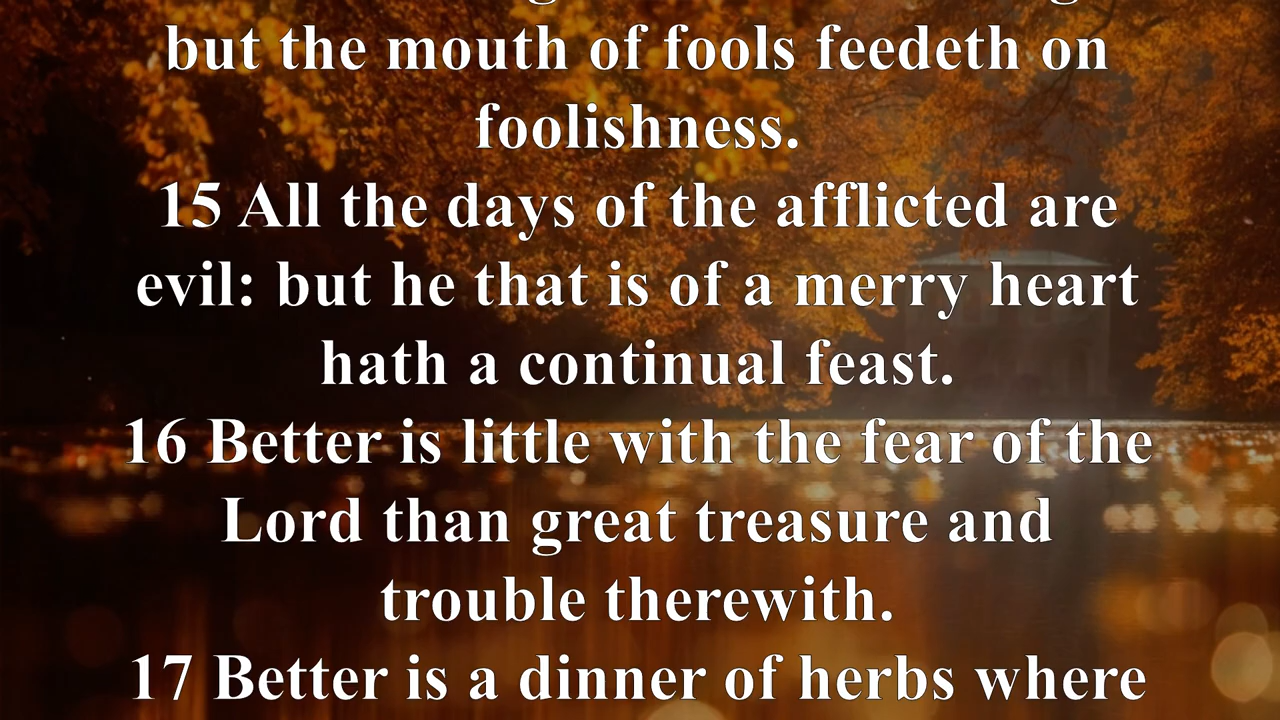 but the mouth of fools feedeth on
foolishness.
15 All the days of the afflicted are
evil: but he that is of a merry heart
hath a continual feast.
16 Better is little with the fear of the
Lord than great treasure and
trouble therewith.
17 Better is a dinner of herbs where